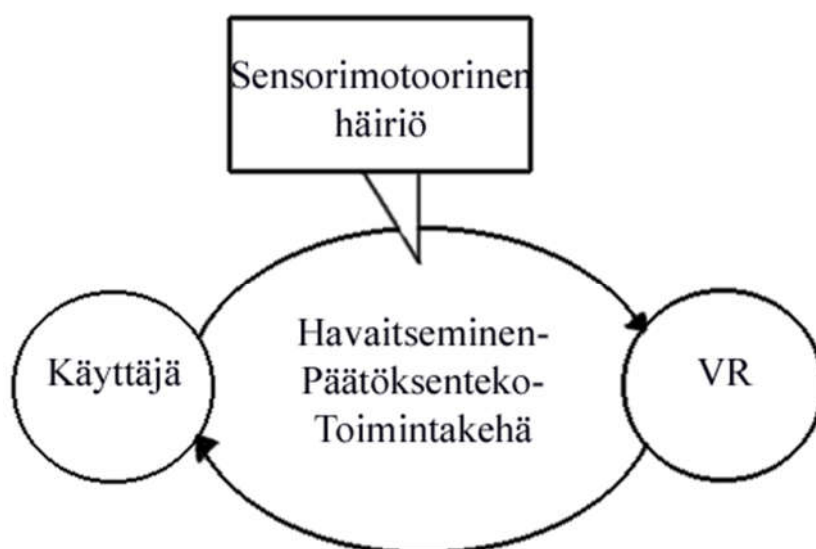 Sensorimotoorinen
häiriö
Havaitseminen-
Päätöksenteko-
Toimintakehä
Käyttäjä
VR